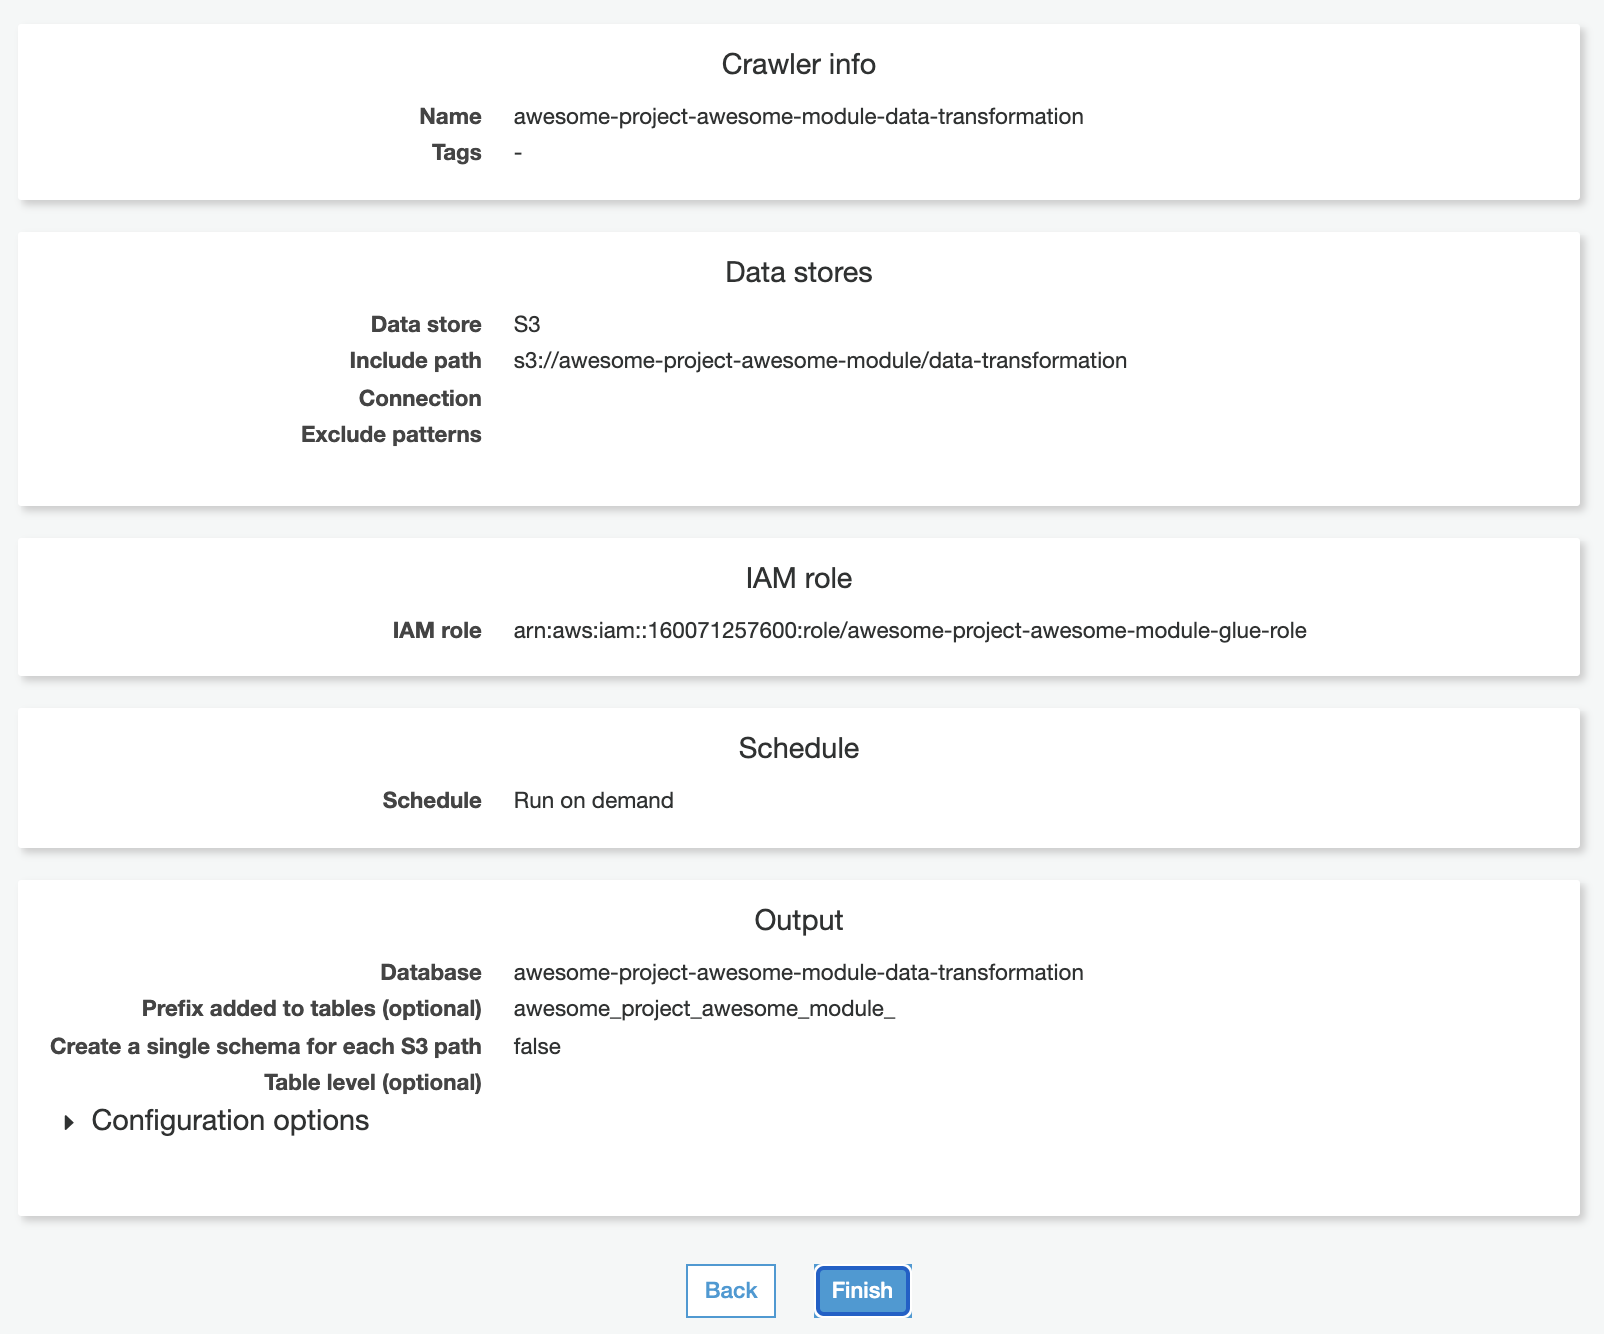 Crawler info
Name awesome-project-awesome-module-data-transformation
Tags -
Data stores
Data store S3
Include path s3://awesome-project-awesome-module/data-transformation
Connection
Exclude patterns
IAM role
IAM role arn:aws:iam::160071257600:role/awesome-project-awesome-module-glue-role
Schedule
Schedule Run on demand
Output
Database awesome-project-awesome-module-data-transformation
Prefix added to tables (optional) awesome_project_awesome_module_
Create a single schema for each S3 path false
Table level (optional)
Configuration options
Back Finish